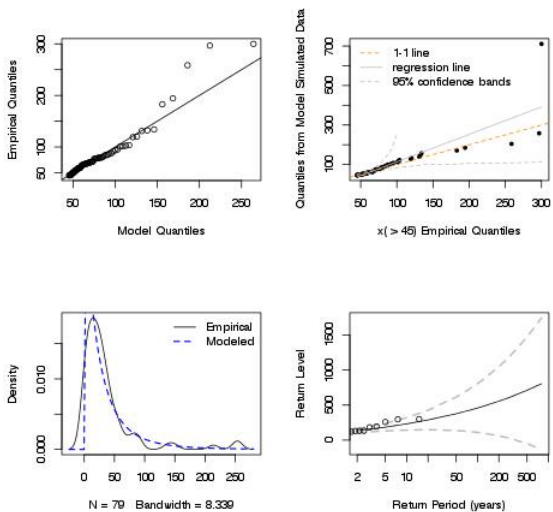 Empirical Quantiles
50
100
200
300
50 100 150 200 250
Model Quantiles
Quantiles from Model Simulated Data
100
300
500
700
1-1 line
regression line
95% confidence bands
50 100 150 200 250 300
x( > 45) Empirical Quantiles
Density
0.000
0.010
Empirical
Modeled
0 50 100 150 200 250
N = 79 Bandwidth = 8.339
Return Level
0
500
1000
1500
2 5 10 50 100 200 500
Return Period (years)